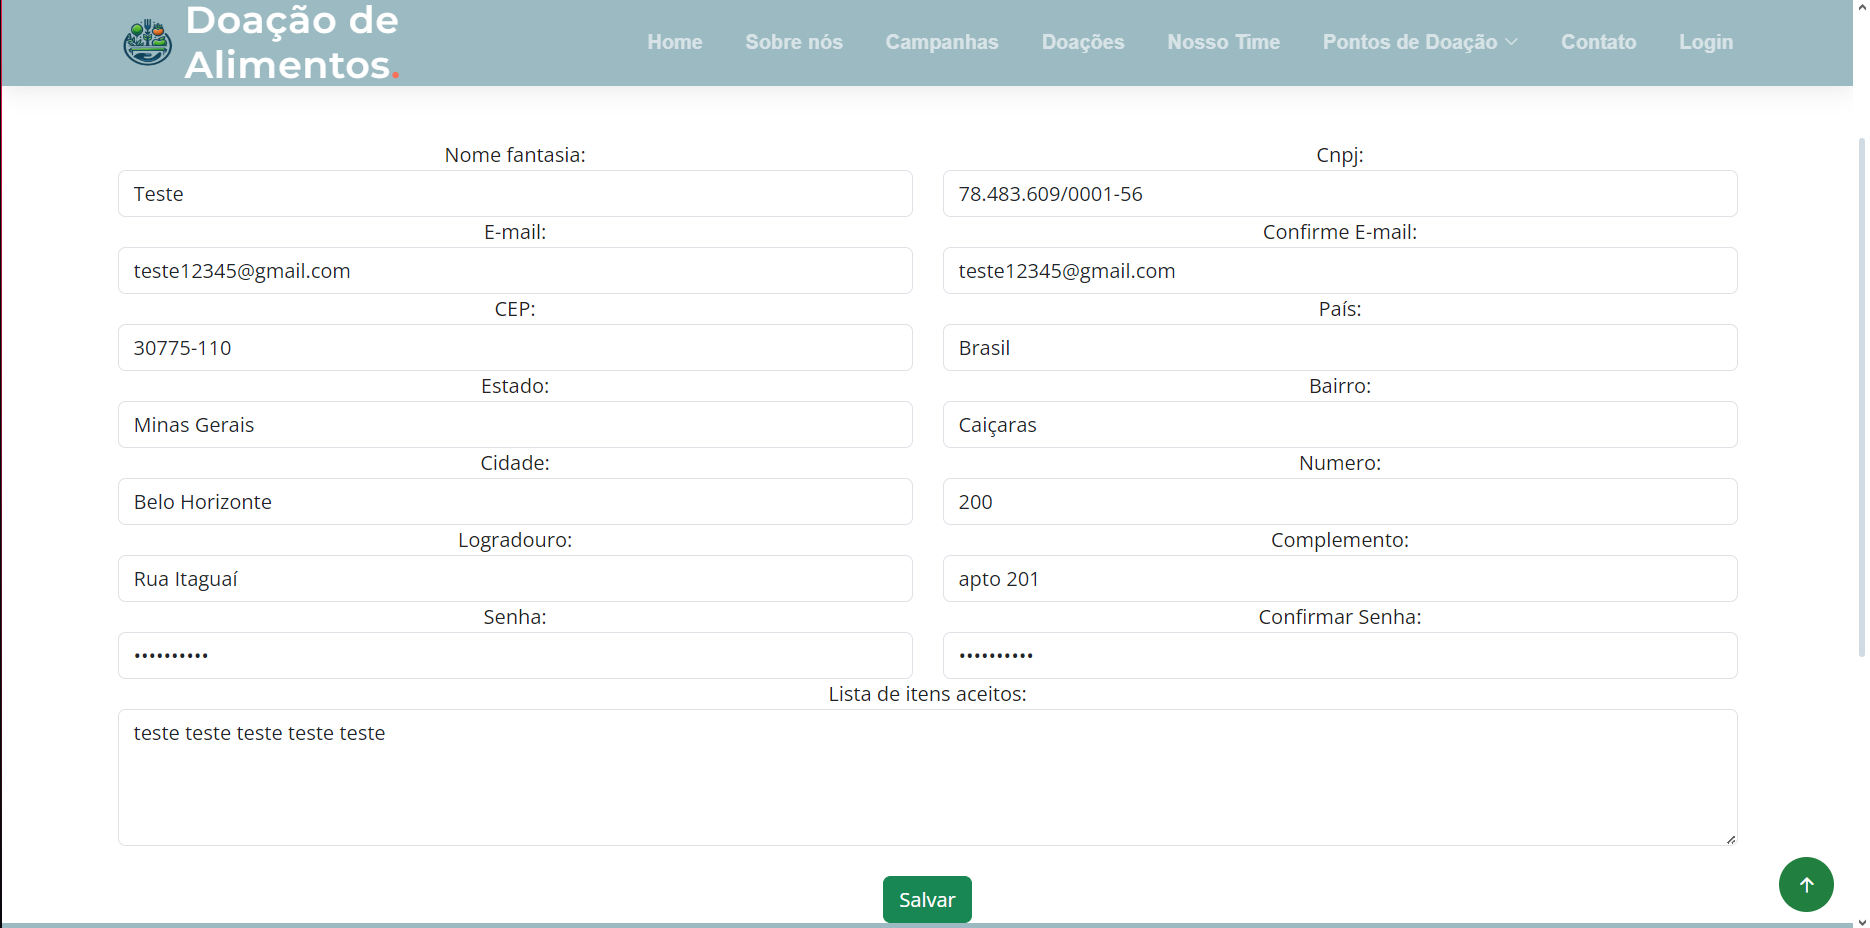 Doação de
Alimentos.
Home Sobre nós Campanhas Doações Nosso Time Pontos de Doação Contato Login
Nome fantasia: Cnpj:
Teste 78.483.609/0001-56
E-mail: Confirme E-mail:
teste12345@gmail.com teste12345@gmail.com
CEP: País:
30775-110 Brasil
Estado: Bairro:
Minas Gerais Caiçaras
Cidade: Numero:
Belo Horizonte 200
Logradouro: Complemento:
Rua Itaguaí apto 201
Senha: Confirmar Senha:
•••••••••• ••••••••••
Lista de itens aceitos:
teste teste teste teste teste
Salvar